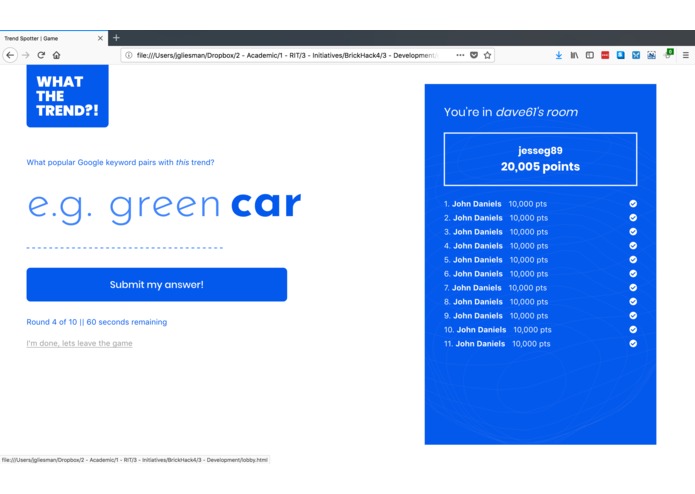 Trend Spotter | Game
file:///Users/jgliesman/Dropbox/2 - Academic/1 - RIT/3 - Initiatives/BrickHack4/3 - Development/
WHAT
THE
TREND?!
What popular Google keyword pairs with this trend?
e.g. green car
Submit my answer!
Round 4 of 10 || 60 seconds remaining
I'm done, lets leave the game
You're in dave61's room
jesseg89
20,005 points
1. John Daniels 10,000 pts
2. John Daniels 10,000 pts
3. John Daniels 10,000 pts
4. John Daniels 10,000 pts
5. John Daniels 10,000 pts
6. John Daniels 10,000 pts
7. John Daniels 10,000 pts
8. John Daniels 10,000 pts
9. John Daniels 10,000 pts
10. John Daniels 10,000 pts
11. John Daniels 10,000 pts
file:///Users/jgliesman/Dropbox/2 - Academic/1 - RIT/3 - Initiatives/BrickHack4/3 - Development/lobby.html